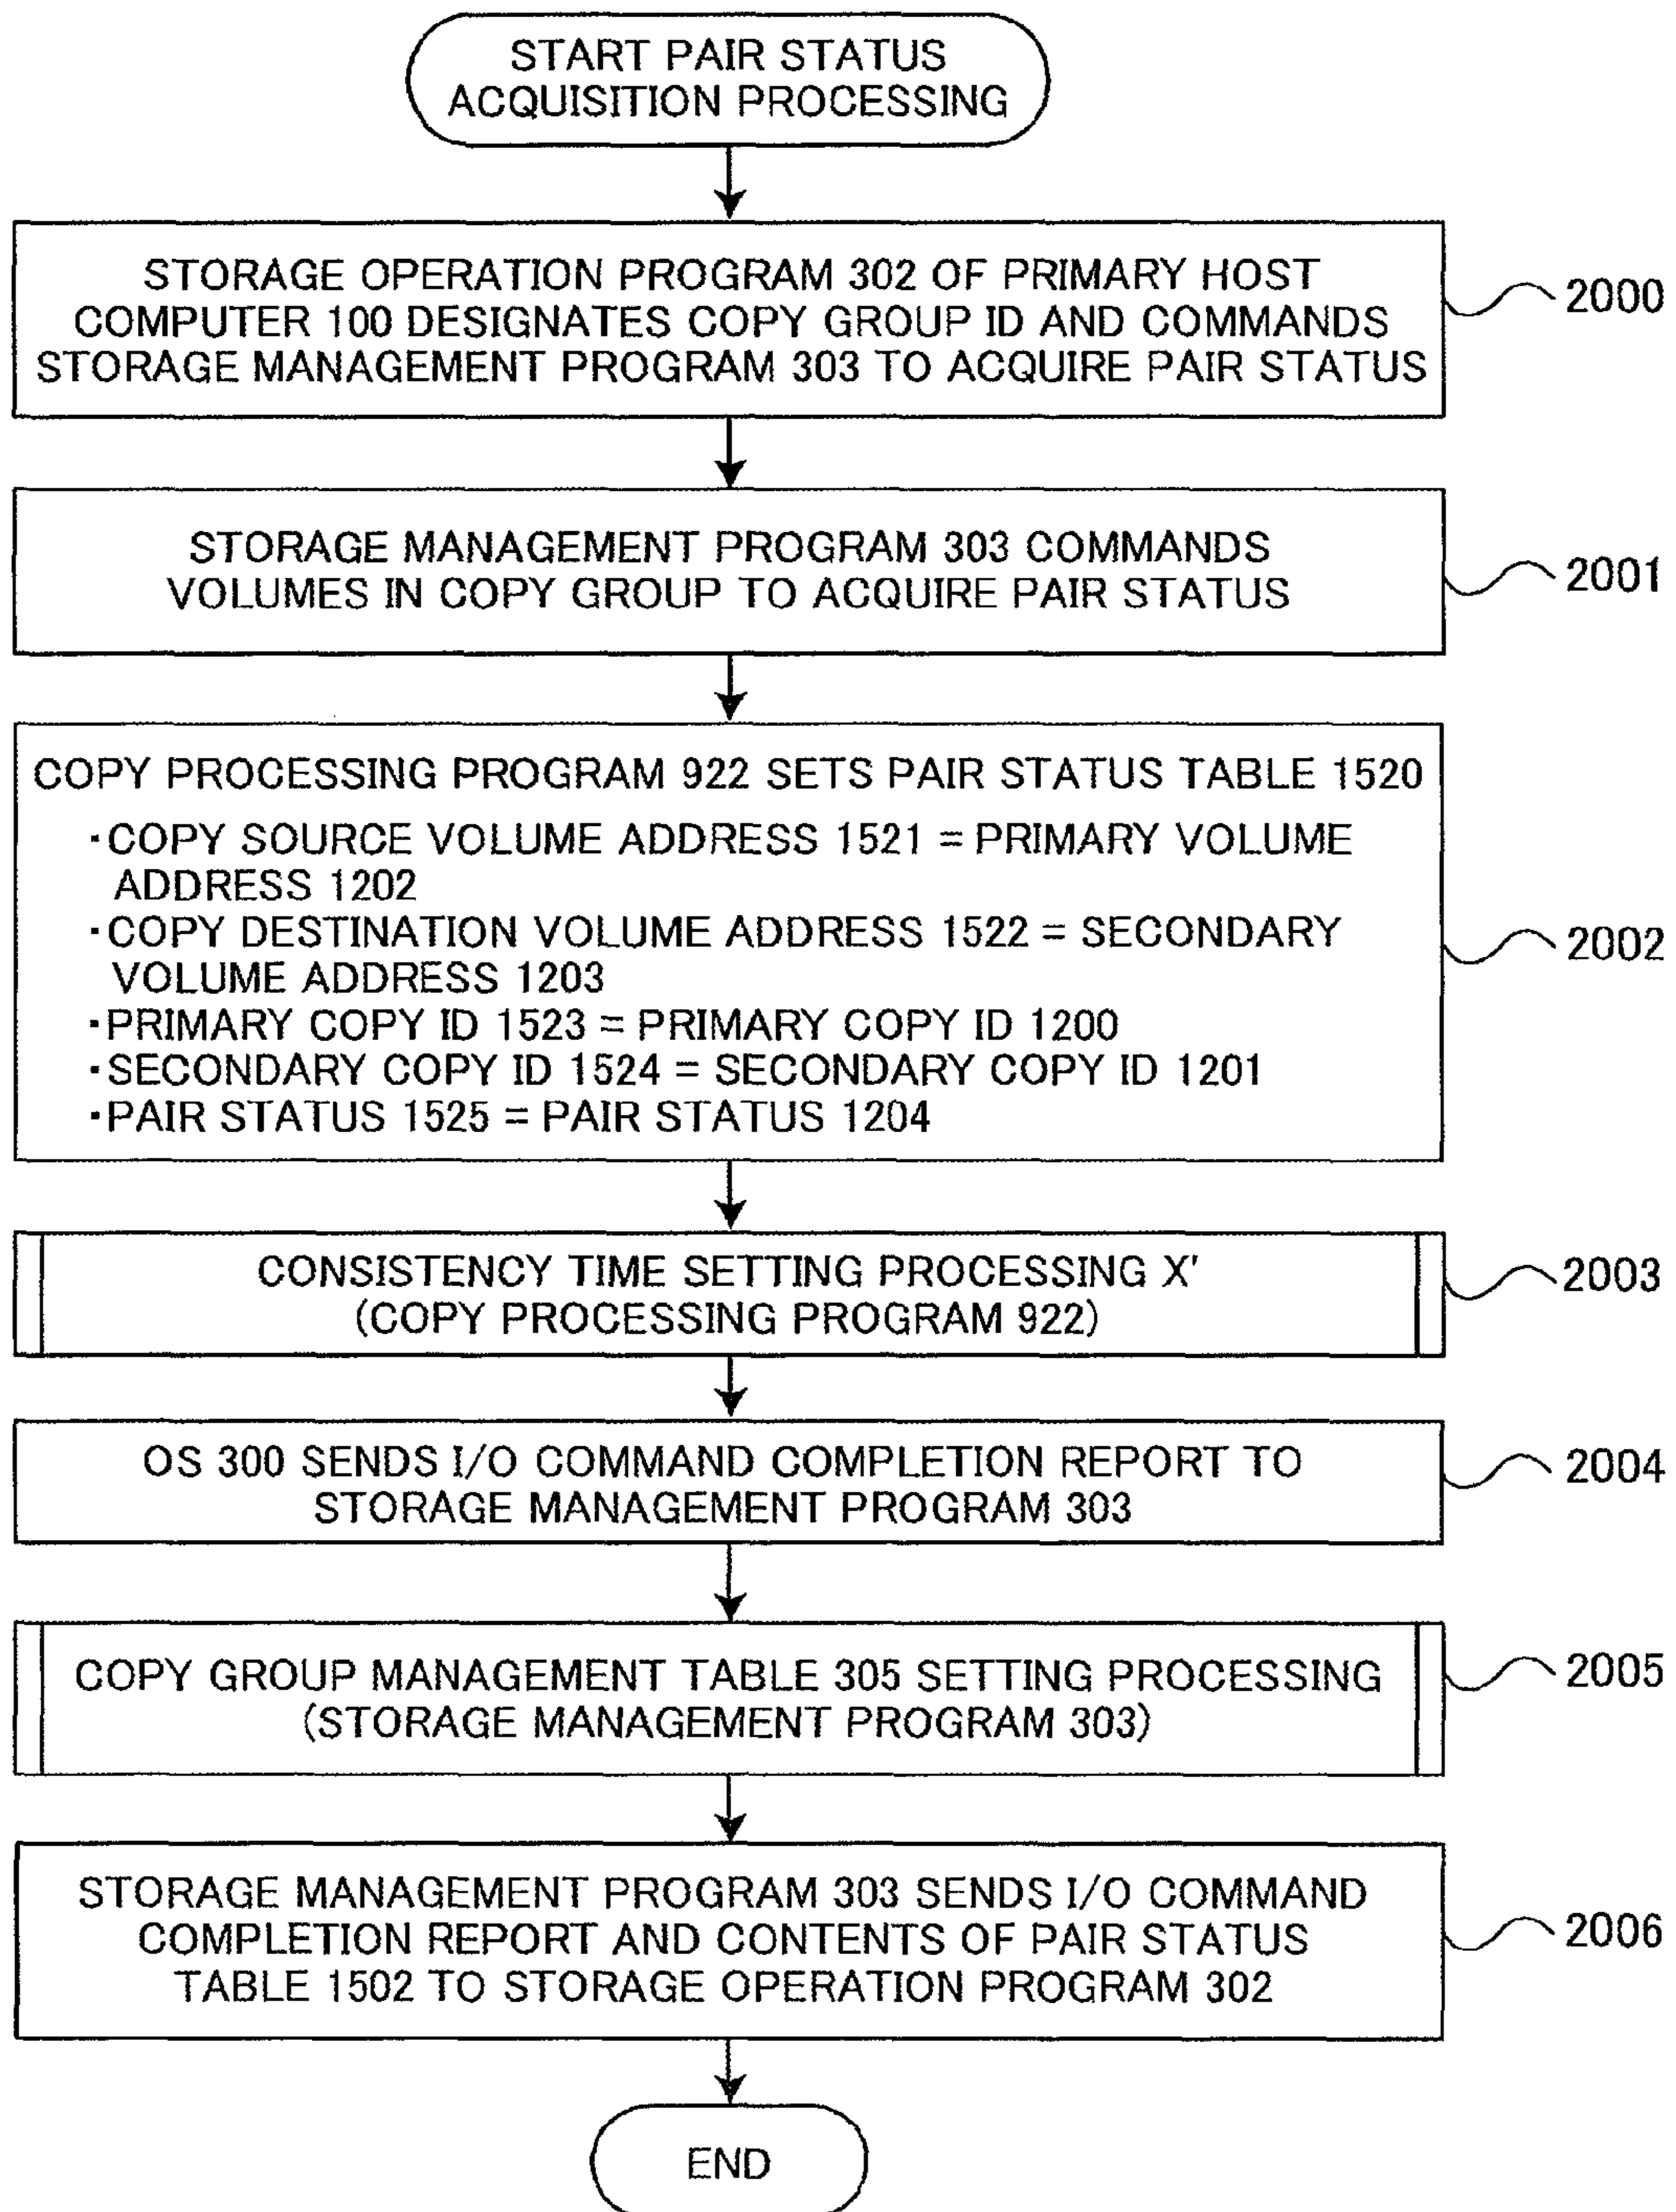 START PAIR STATUS
ACQUISITION PROCESSING
STORAGE OPERATION PROGRAM 302 OF PRIMARY HOST
COMPUTER 100 DESIGNATES COPY GROUP ID AND COMMANDS
STORAGE MANAGEMENT PROGRAM 303 TO ACQUIRE PAIR STATUS
2000
STORAGE MANAGEMENT PROGRAM 303 COMMANDS
VOLUMES IN COPY GROUP TO ACQUIRE PAIR STATUS
2001
COPY PROCESSING PROGRAM 922 SETS PAIR STATUS TABLE 1520
·COPY SOURCE VOLUME ADDRESS 1521 = PRIMARY VOLUME
ADDRESS 1202
·COPY DESTINATION VOLUME ADDRESS 1522 = SECONDARY
VOLUME ADDRESS 1203
·PRIMARY COPY ID 1523 = PRIMARY COPY ID 1200
·SECONDARY COPY ID 1524 = SECONDARY COPY ID 1201
·PAIR STATUS 1525 = PAIR STATUS 1204
2002
CONSISTENCY TIME SETTING PROCESSING X'
(COPY PROCESSING PROGRAM 922)
2003
OS 300 SENDS I/O COMMAND COMPLETION REPORT TO
STORAGE MANAGEMENT PROGRAM 303
2004
COPY GROUP MANAGEMENT TABLE 305 SETTING PROCESSING
(STORAGE MANAGEMENT PROGRAM 303)
2005
STORAGE MANAGEMENT PROGRAM 303 SENDS I/O COMMAND
COMPLETION REPORT AND CONTENTS OF PAIR STATUS
TABLE 1502 TO STORAGE OPERATION PROGRAM 302
2006
END